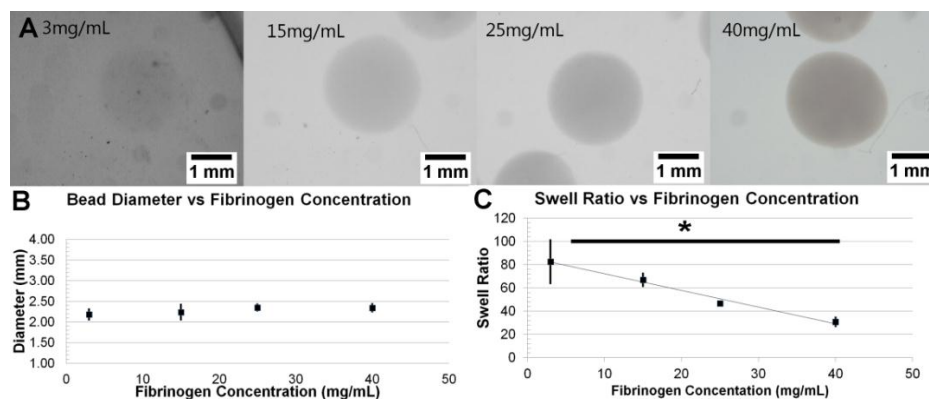 A 3mg/mL 15mg/mL 25mg/mL 40mg/mL
1 mm 1 mm 1 mm 1 mm
B Bead Diameter vs Fibrinogen Concentration
4.00
3.50
3.00
2.50
2.00
1.50
1.00
Diameter (mm)
0 10 20 30 40 50
Fibrinogen Concentration (mg/mL)
C Swell Ratio vs Fibrinogen Concentration
120
100
80
60
40
20
0
Swell Ratio
*
0 10 20 30 40 50
Fibrinogen Concentation (mg/mL)